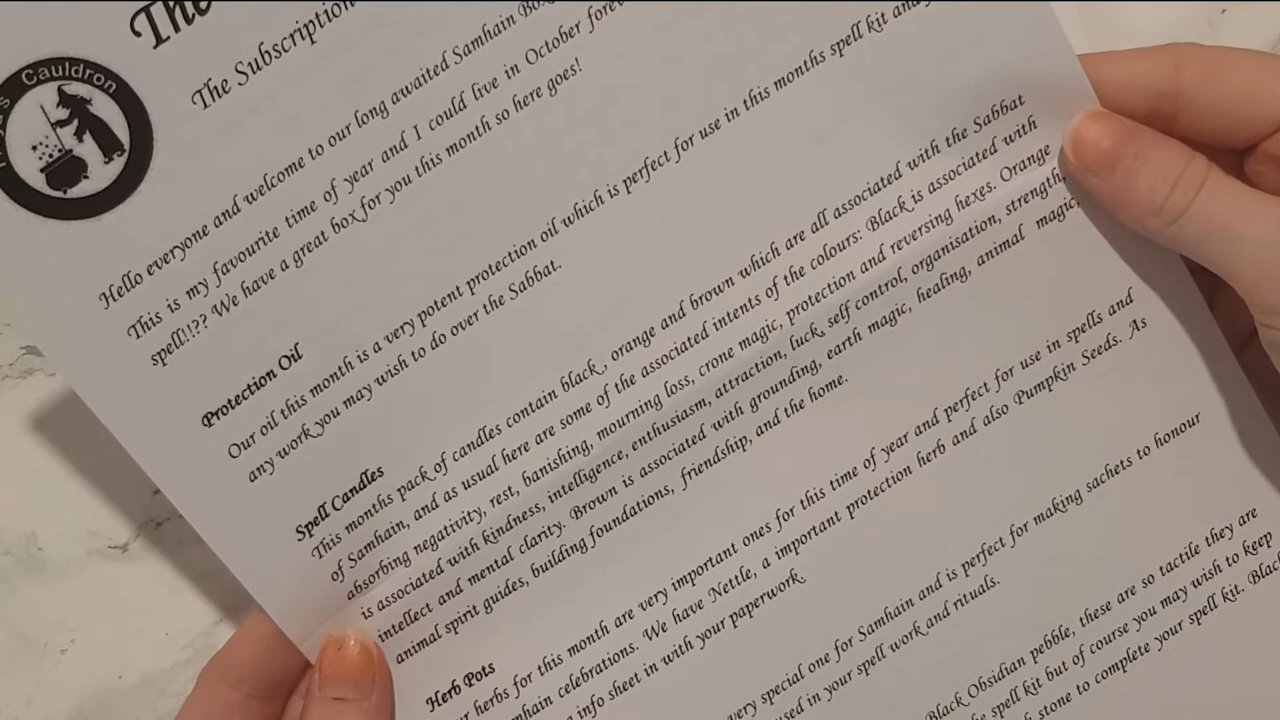 Cauldron
The
The Subscription
Hello everyone and welcome to our long awaited Samhain Box
This is my favourite time of year and I could live in October
spell!!?? We have a great box for you this month so here goes!
Protection Oil
Our oil this month is a very potent protection oil which is perfect for use in this months spell kit and
any work you may wish to do over the Sabbat.
Spell Candles
This months pack of candles contain black, orange and brown which are all associated with the Sabbat
of Samhain, and as usual here are some of the associated intents of the colours: Black is associated with
absorbing negativity, rest, banishing, mourning loss, crone magic, protection and reversing hexes. Orange
is associated with kindness, intelligence, enthusiasm, attraction, luck, self control, organisation, strength,
intellect and mental clarity. Brown is associated with grounding, earth magic, healing, animal magic,
animal spirit guides, building foundations, friendship, and the home.
Herb Pots
herbs for this month are very important ones for this time of year and perfect for use in spells and
celebrations. We have Nettle, a important protection herb and also Pumpkin Seeds. As
info sheet in with your paperwork.
very special one for Samhain and is perfect for making sachets to honour
used in your spell work and rituals.
Black Obsidian pebble, these are so tactile they are
spell kit but of course you may wish to keep
stone to complete your spell kit.